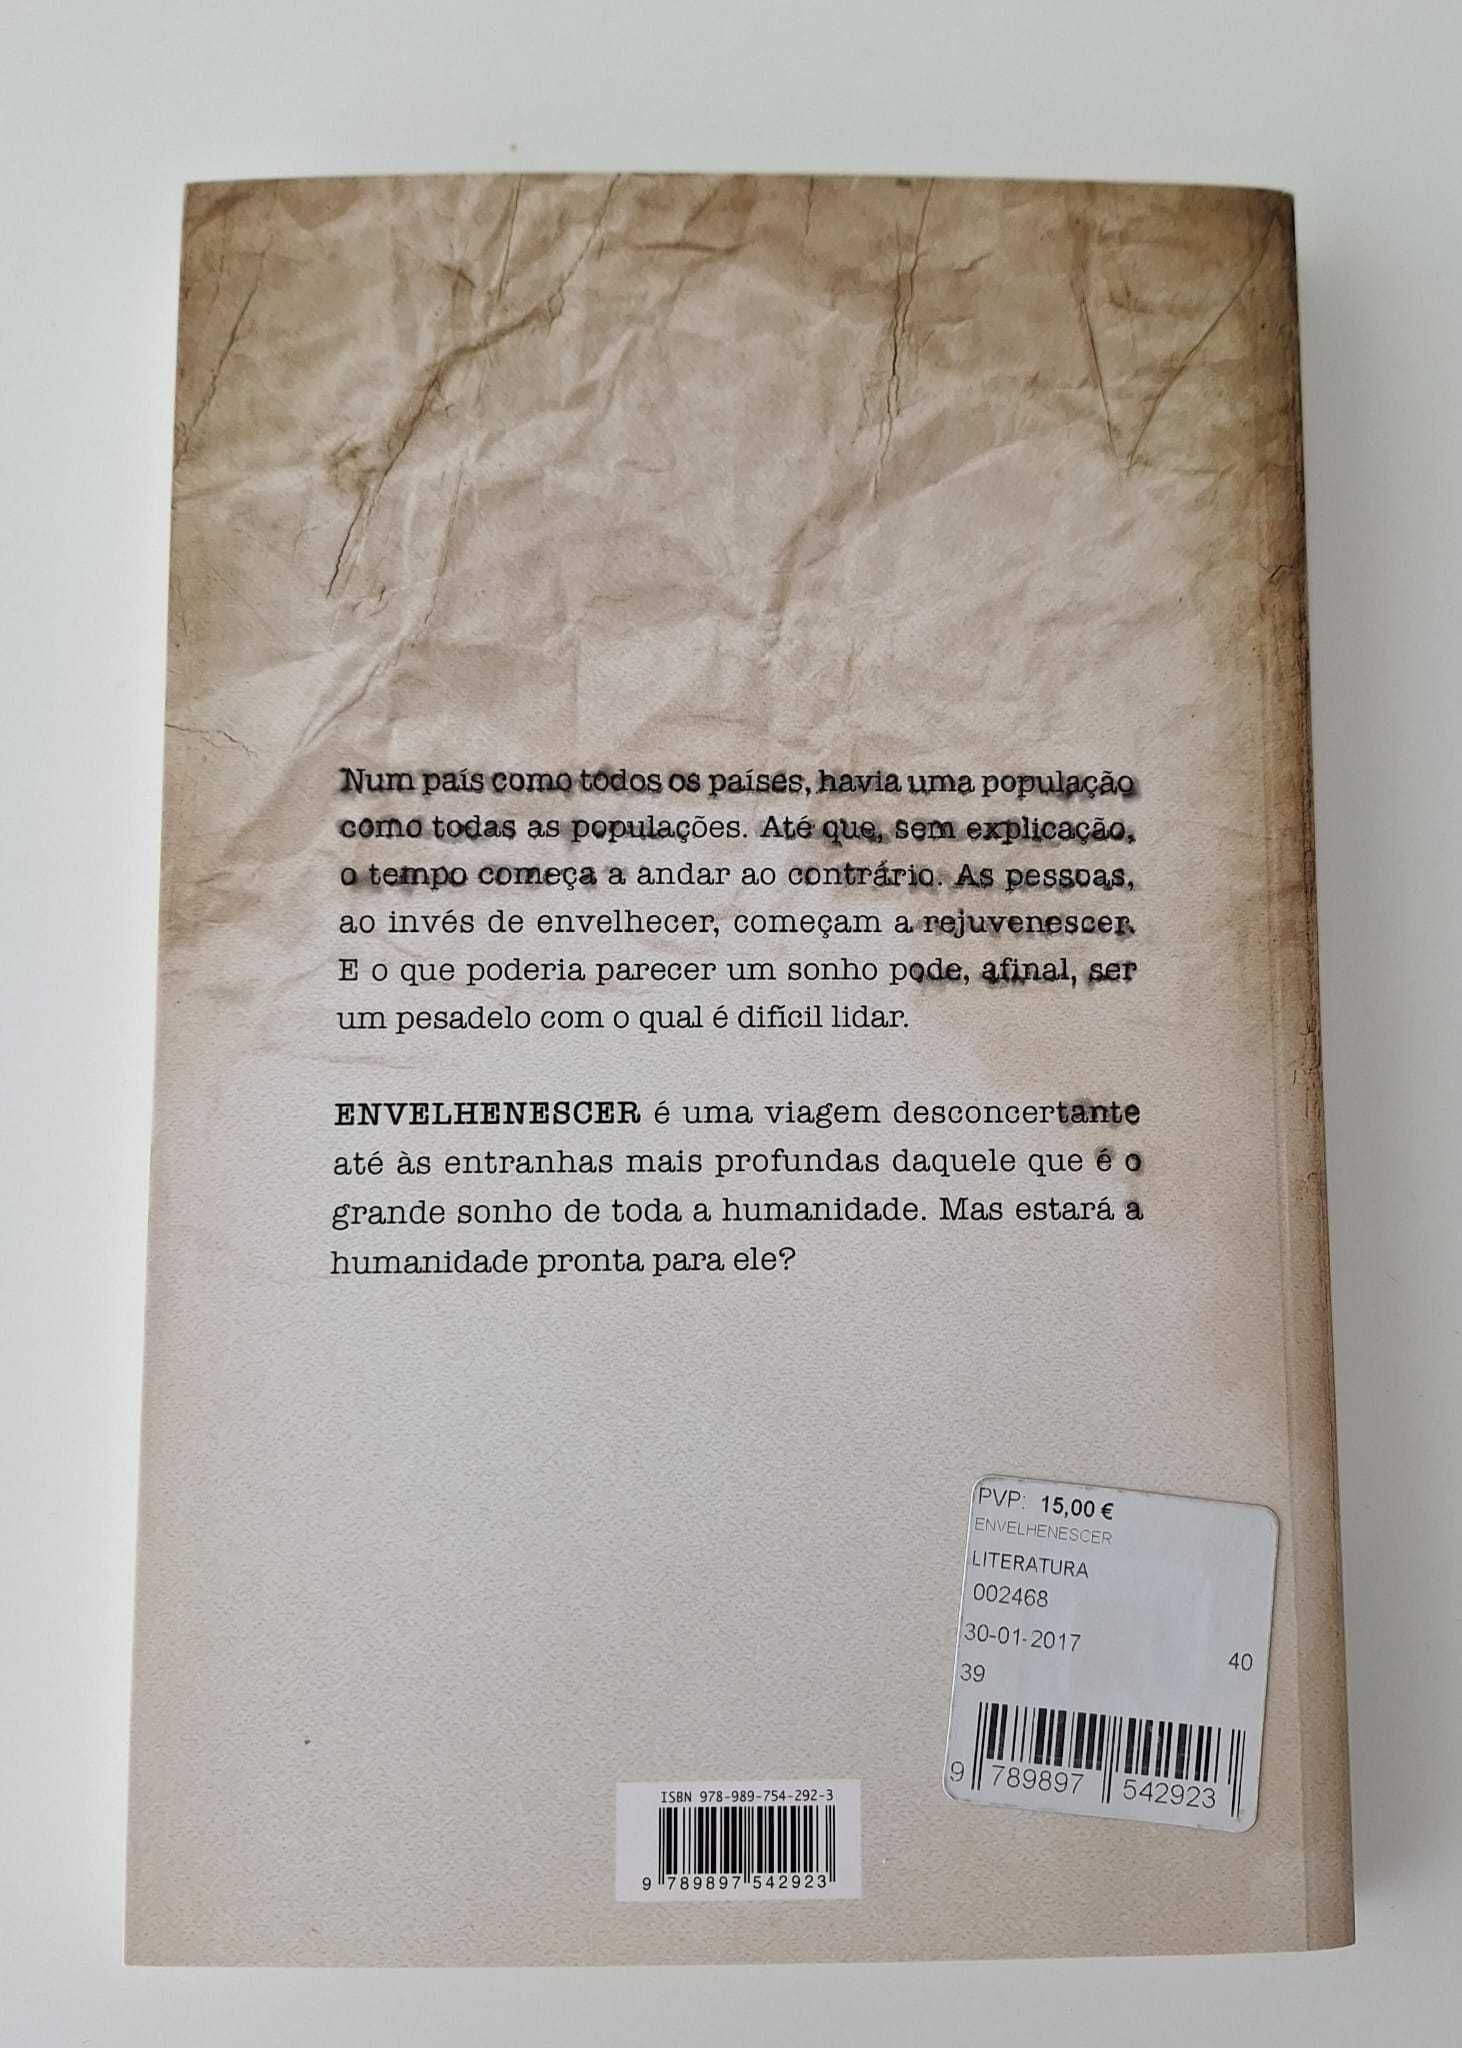 Num país como todos os países, havia uma população
como todas as populações. Até que, sem explicação,
o tempo começa a andar ao contrário. As pessoas,
ao invés de envelhecer, começam a rejuvenescer.
E o que poderia parecer um sonho pode, afinal, ser
um pesadelo com o qual é difícil lidar.
ENVELHENESCER é uma viagem desconcertante
até às entranhas mais profundas daquele que é o
grande sonho de toda a humanidade. Mas estará a
humanidade pronta para ele?
PVP: 15,00 €
ENVELHENESCER
LITERATURA
002468
30-01-2017
40
39
9 789897 542923
ISBN 978-989-754-292-3
9 789897 542923